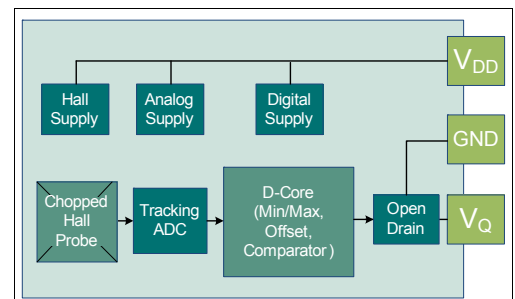 V_DD
Hall
Supply
Analog
Supply
Digital
Supply
GND
Chopped
Hall
Probe
Tracking
ADC
D-Core
(Min/Max,
Offset,
Comparator)
Open
Drain
V_Q